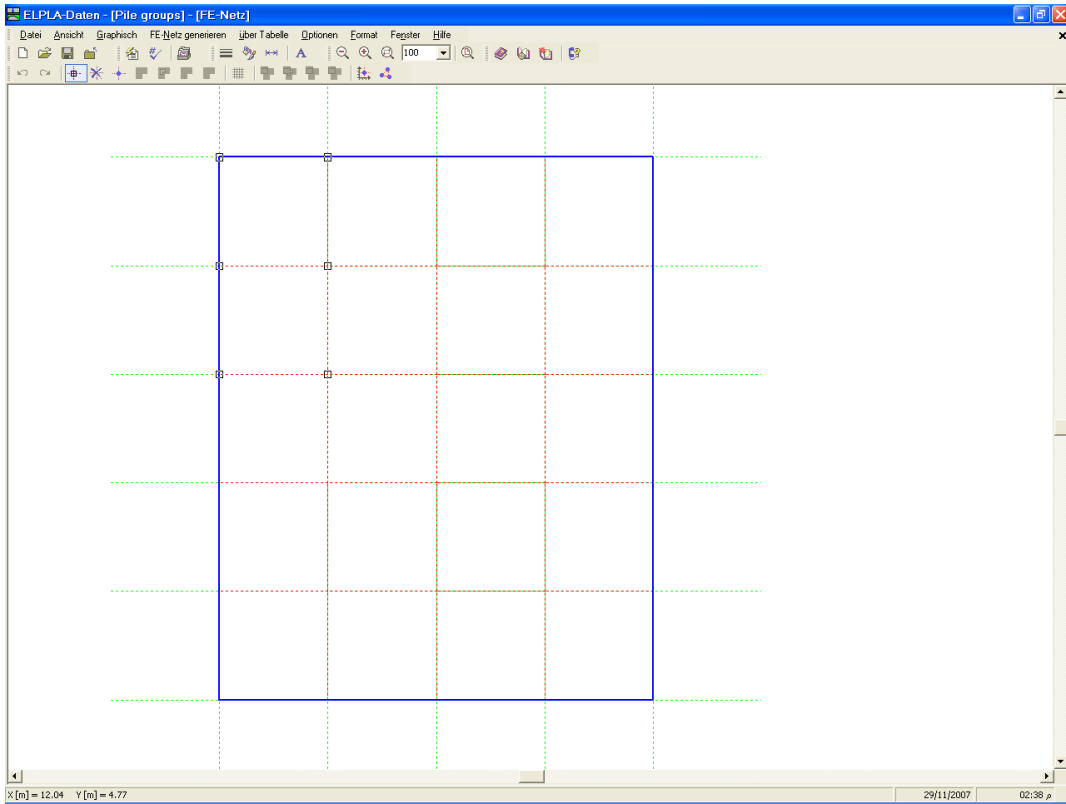 ELPLA-Daten - [Pile groups] - [FE-Netz]
Datei Ansicht Graphisch FE-Netz generieren über Tabelle Optionen Format Fenster Hilfe
A 100
X [m] = 12.04 Y [m] = 4.77 29/11/2007 02:38 م